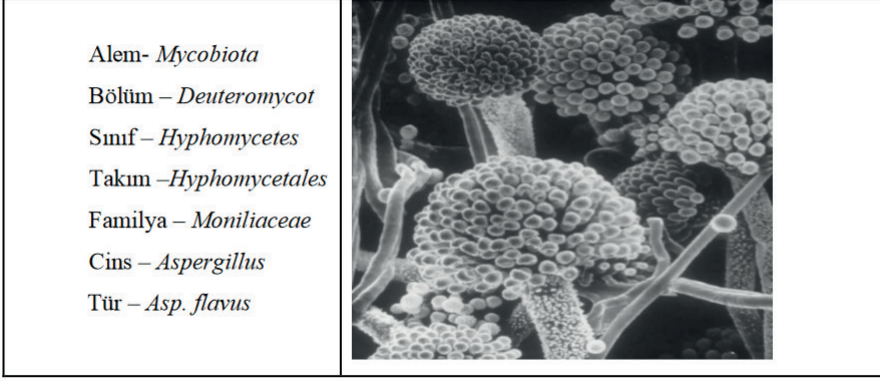 Alem- Mycobiota
Bölüm – Deuteromycot
Sınıf – Hyphomycetes
Takım –Hyphomycetales
Familya – Moniliaceae
Cins – Aspergillus
Tür – Asp. flavus